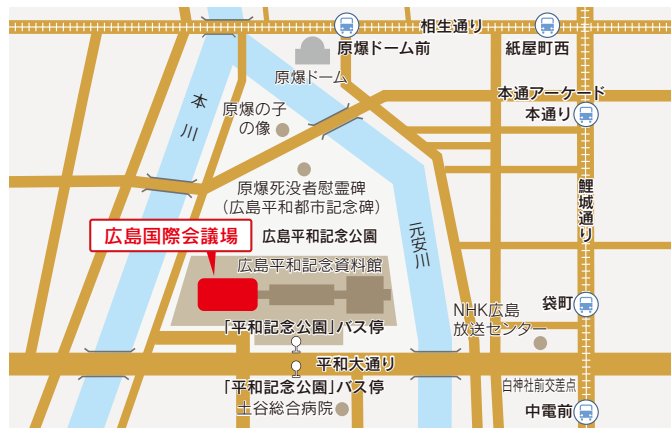 相生通り
原爆ドーム前
紙屋町西
原爆ドーム
本通アーケード
本通り
本川
原爆の子
の像
原爆死没者慰霊碑
（広島平和都市記念碑）
鯉城通り
広島国際会議場
広島平和記念公園
元安川
広島平和記念資料館
袋町
NHK広島
放送センター
「平和記念公園」バス停
平和大通り
「平和記念公園」バス停
白神社前交差点
土谷総合病院
中電前